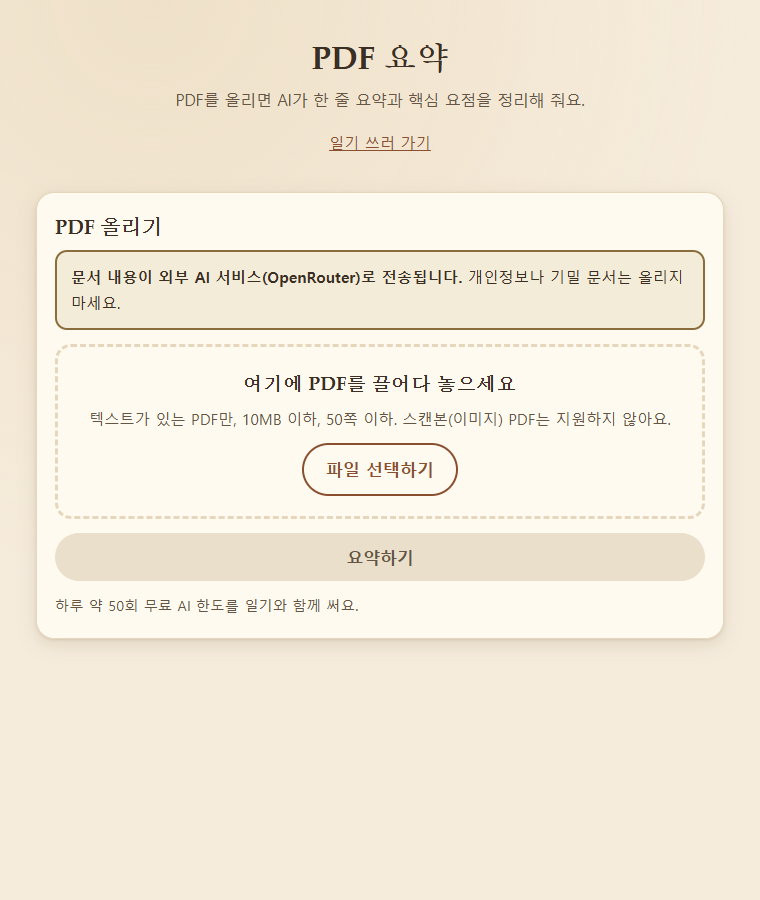 PDF 요약
PDF를 올리면 AI가 한 줄 요약과 핵심 요점을 정리해 줘요.
일기 쓰러 가기
PDF 올리기
문서 내용이 외부 AI 서비스(OpenRouter)로 전송됩니다. 개인정보나 기밀 문서는 올리지
마세요.
여기에 PDF를 끌어다 놓으세요
텍스트가 있는 PDF만, 10MB 이하, 50쪽 이하. 스캔본(이미지) PDF는 지원하지 않아요.
파일 선택하기
요약하기
하루 약 50회 무료 AI 한도를 일기와 함께 써요.